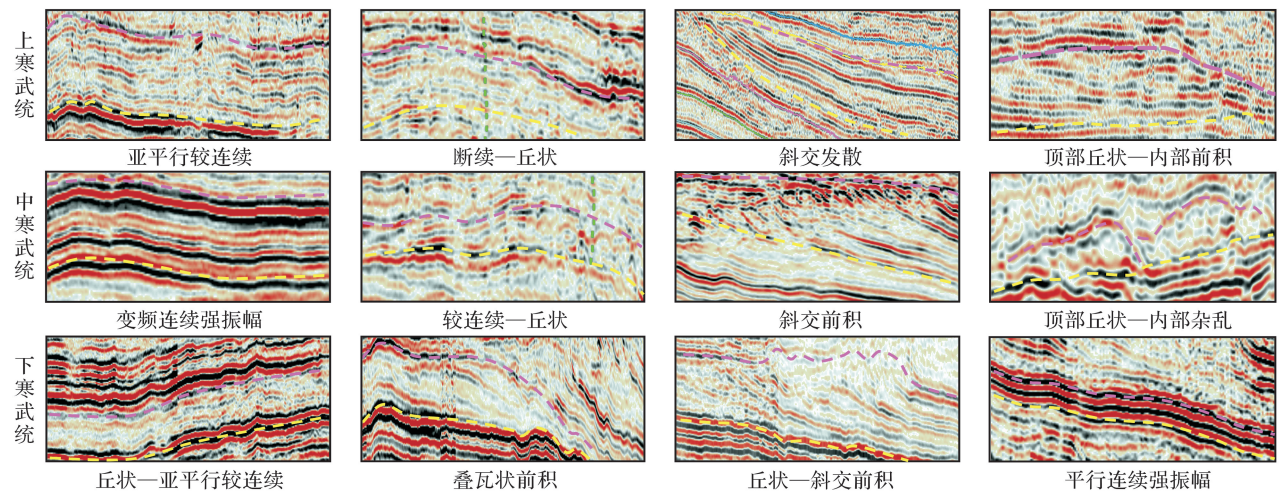 上寒武统
亚平行较连续
断续—丘状
斜交发散
顶部丘状—内部前积
中寒武统
变频连续强振幅
较连续—丘状
斜交前积
顶部丘状—内部杂乱
下寒武统
丘状—亚平行较连续
叠瓦状前积
丘状—斜交前积
平行连续强振幅